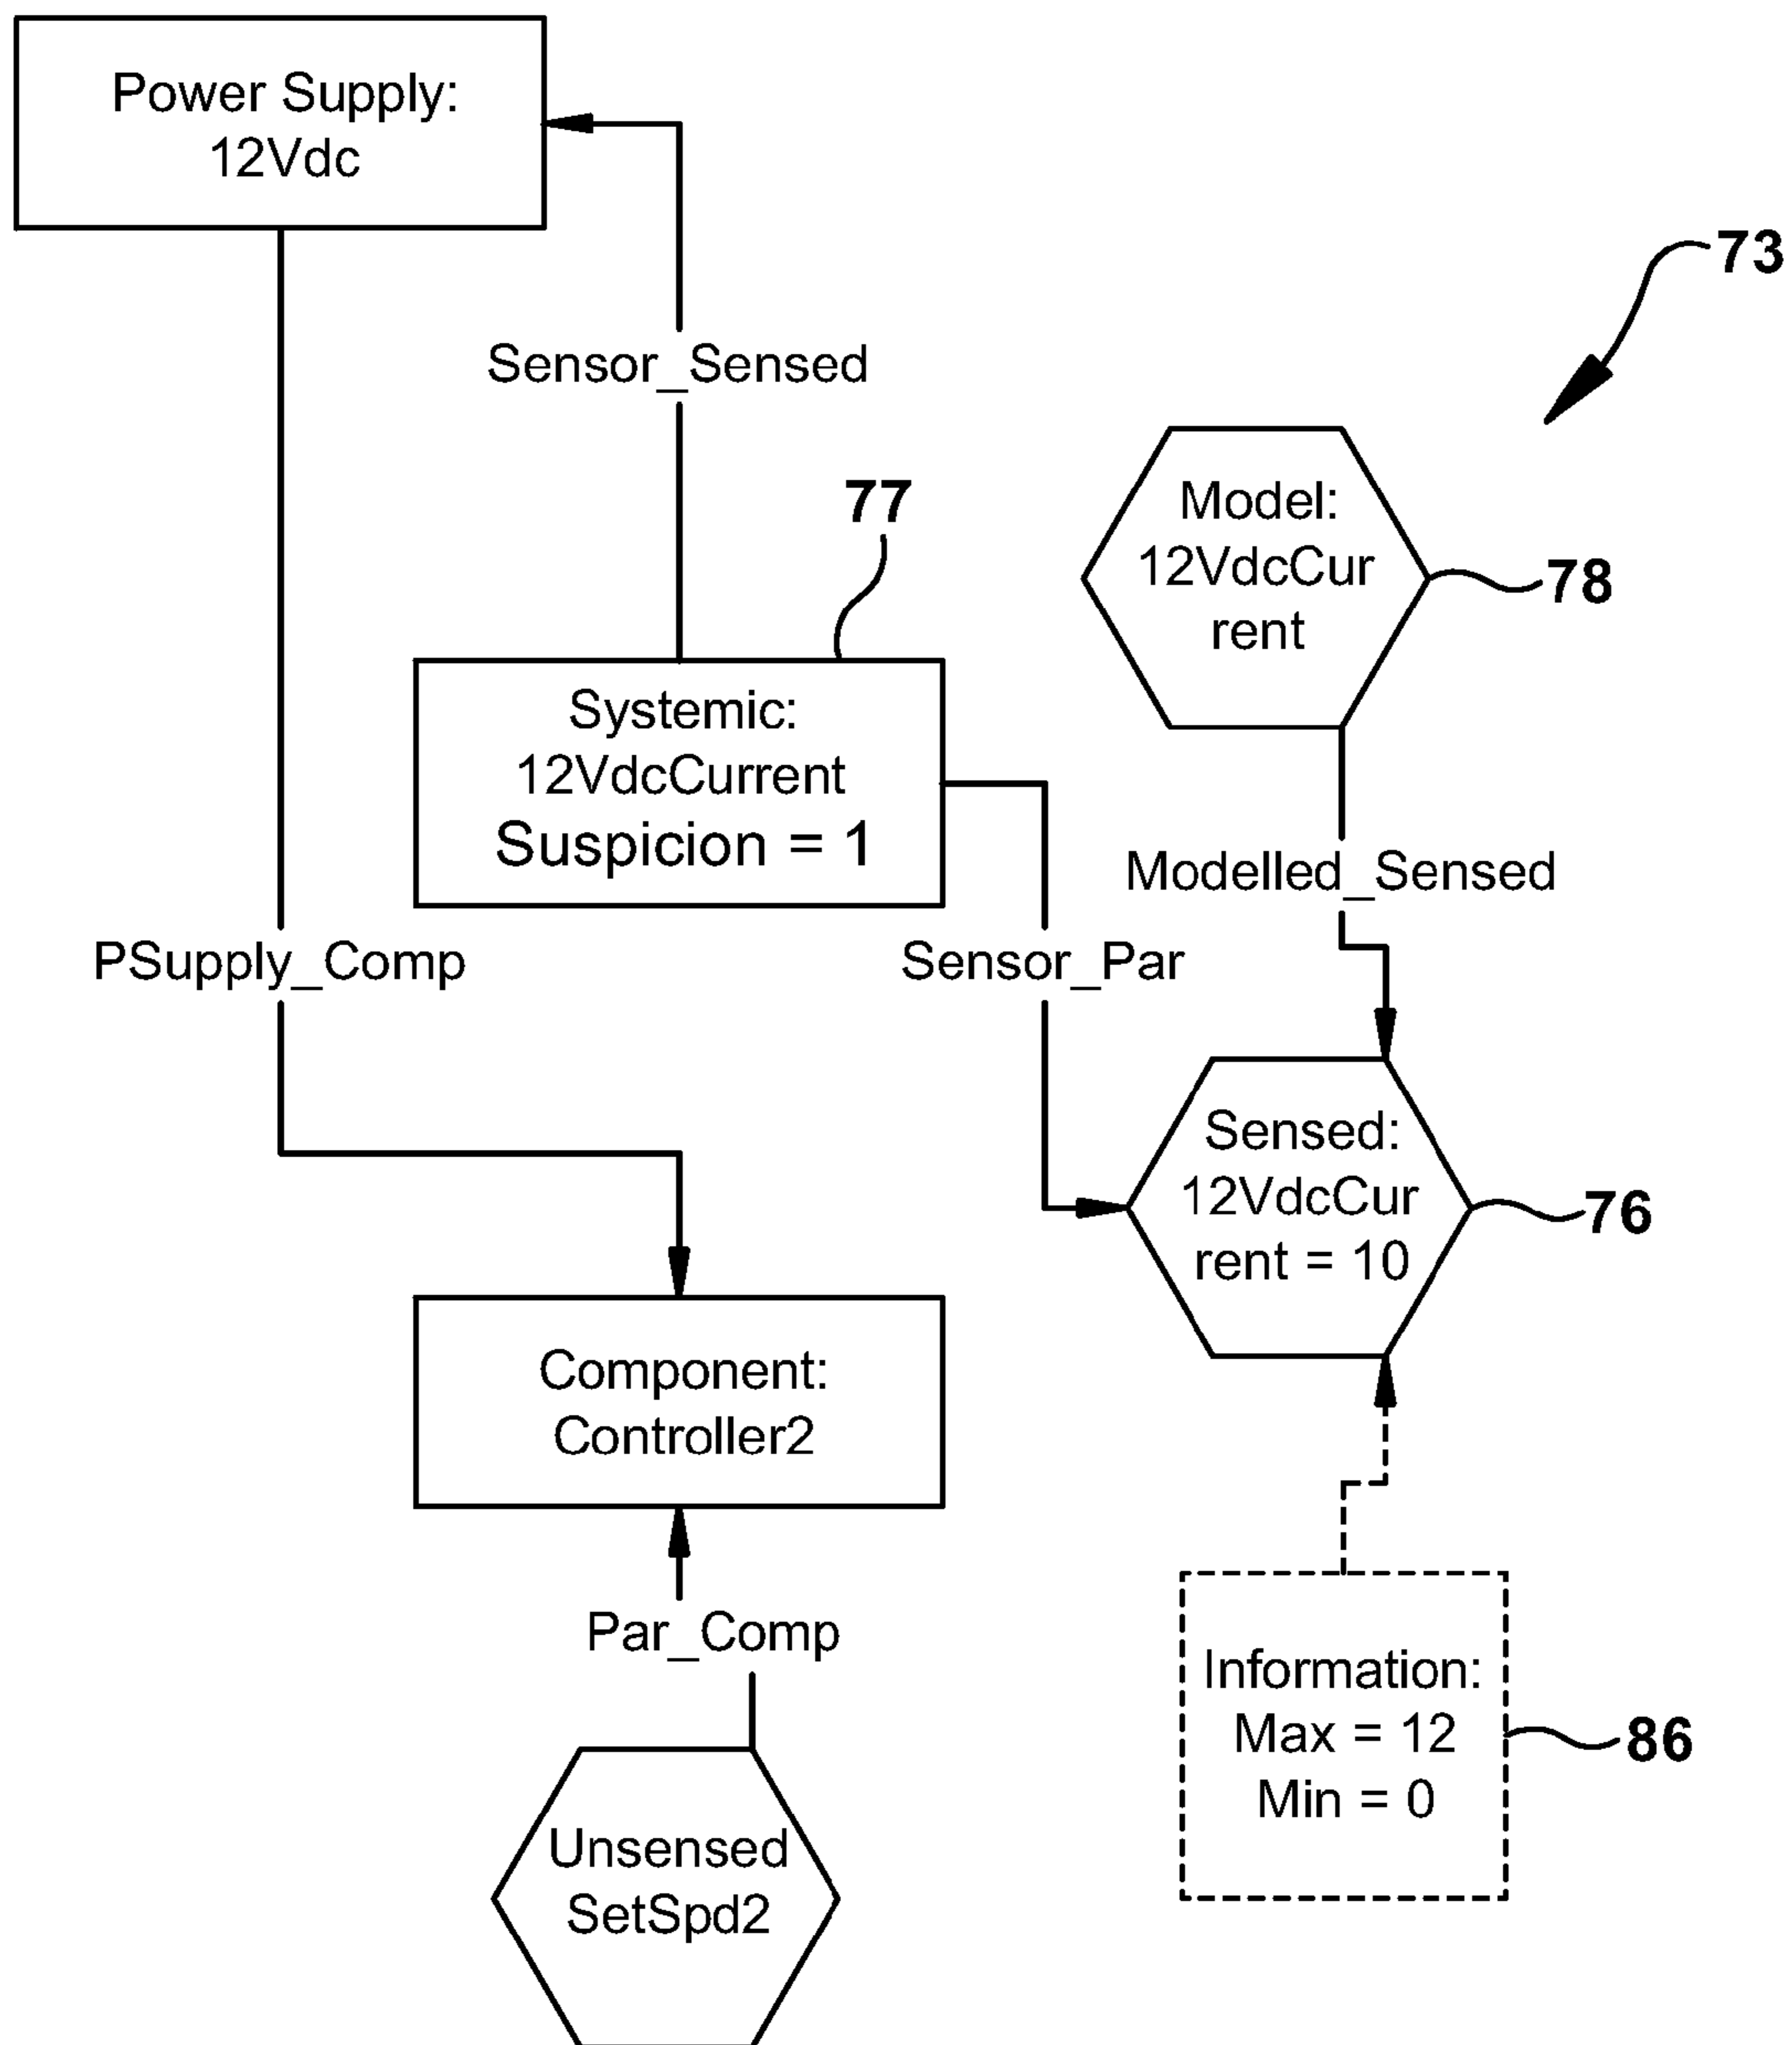 Power Supply:
12Vdc
73
Sensor_Sensed
77
Model:
12VdcCur
rent
78
Systemic:
12VdcCurrent
Suspicion = 1
Modelled_Sensed
PSupply_Comp
Sensor_Par
Sensed:
12VdcCur
rent = 10
76
Component:
Controller2
Par_Comp
Information:
Max = 12
Min = 0
86
Unsensed
SetSpd2